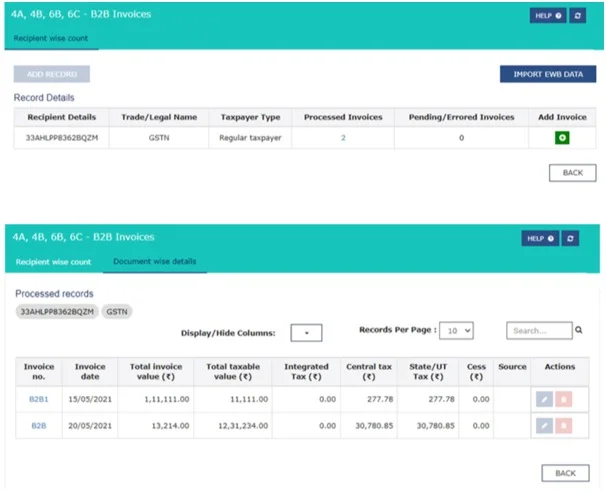 4A, 4B, 6B, 6C - B2B Invoices
HELP ?
Recipient wise count
ADD RECORD
IMPORT EWB DATA
Record Details
Recipient Details Trade/Legal Name Taxpayer Type Processed Invoices Pending/Errored Invoices Add Invoice
33AHLPP8362BQZM GSTN Regular taxpayer 2 0
BACK
4A, 4B, 6B, 6C - B2B Invoices
HELP ?
Recipient wise count Document wise details
Processed records
33AHLPP8362BQZM GSTN
Display/Hide Columns: Records Per Page : 10 Search...
Invoice no. Invoice date Total invoice value (₹) Total taxable value (₹) Integrated Tax (₹) Central tax (₹) State/UT Tax (₹) Cess (₹) Source Actions
B2B1 15/05/2021 1,11,111.00 11,111.00 0.00 277.78 277.78 0.00
B2B 20/05/2021 13,214.00 12,31,234.00 0.00 30,780.85 30,780.85 0.00
BACK